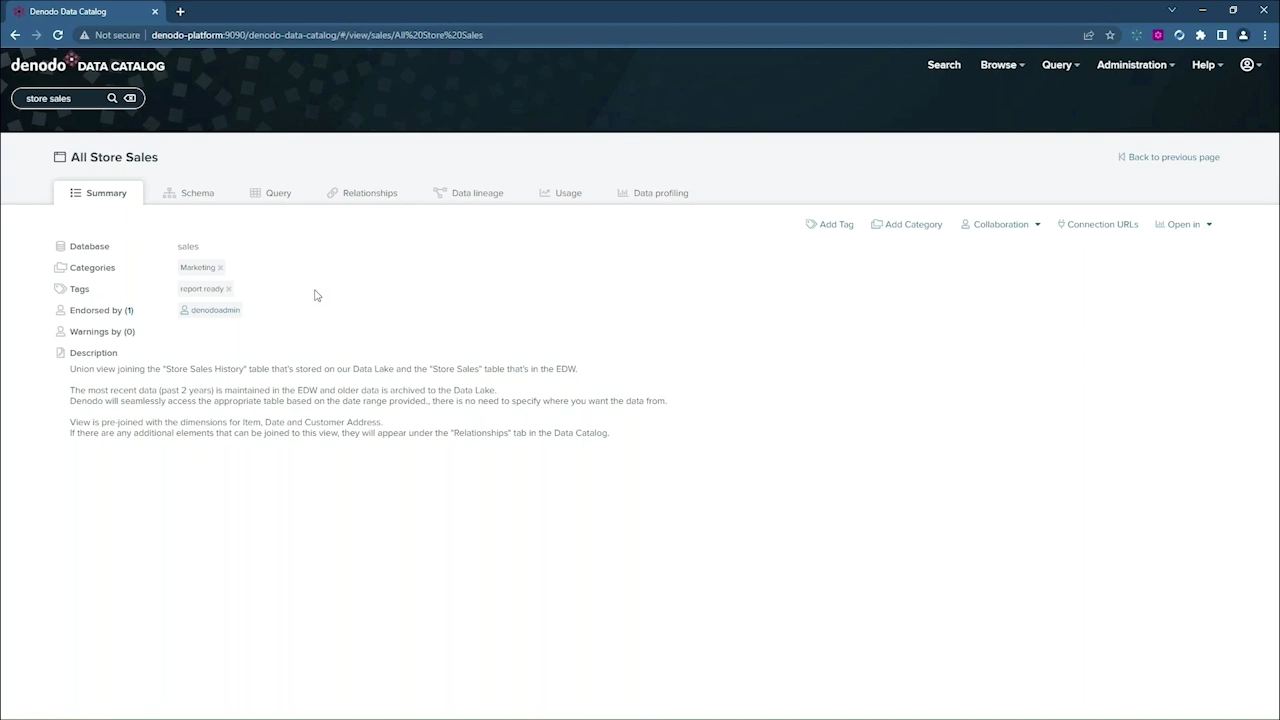 Denodo Data Catalog
Not secure denodo-platform:9090/denodo-data-catalog/#/view/sales/All%20Store%20Sales
denodo DATA CATALOG
Search Browse Query Administration Help
store sales
All Store Sales
Back to previous page
Summary Schema Query Relationships Data lineage Usage Data profiling
Add Tag Add Category Collaboration Connection URLs Open in
Database sales
Categories Marketing
Tags report ready
Endorsed by (1) denodoadmin
Warnings by (0)
Description
Union view joining the "Store Sales History" table that's stored on our Data Lake and the "Store Sales" table that's in the EDW.
The most recent data (past 2 years) is maintained in the EDW and older data is archived to the Data Lake.
Denodo will seamlessly access the appropriate table based on the date range provided., there is no need to specify where you want the data from.
View is pre-joined with the dimensions for Item, Date and Customer Address.
If there are any additional elements that can be joined to this view, they will appear under the "Relationships" tab in the Data Catalog.